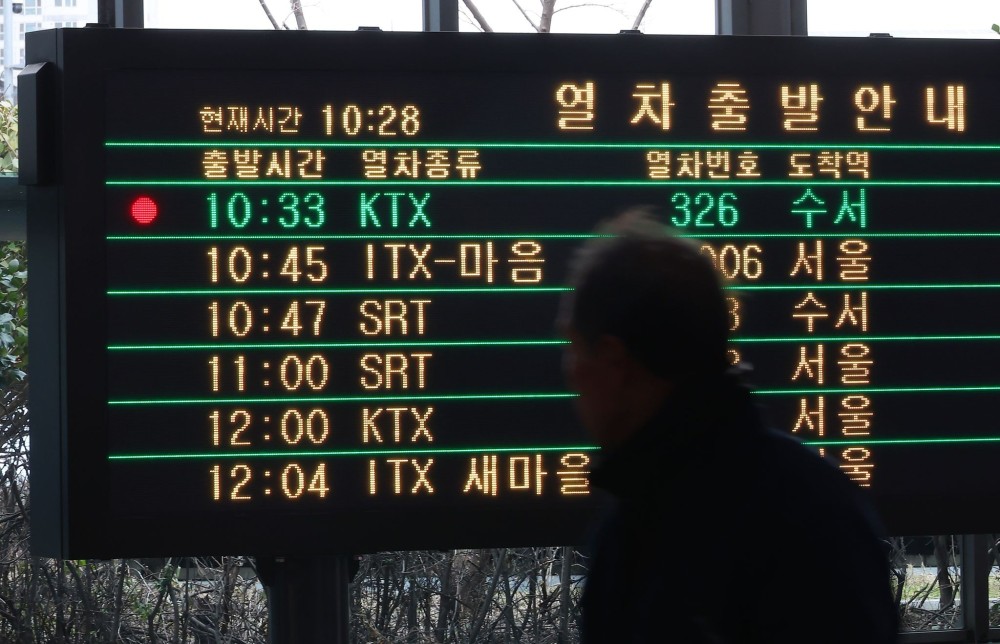 현재시간 10:28 열차출발안내
출발시간 열차종류 열차번호 도착역
10:33 KTX 326 수서
10:45 ITX-마음 서울
10:47 SRT 수서
11:00 SRT 서울
12:00 KTX 서울
12:04 ITX 새마을